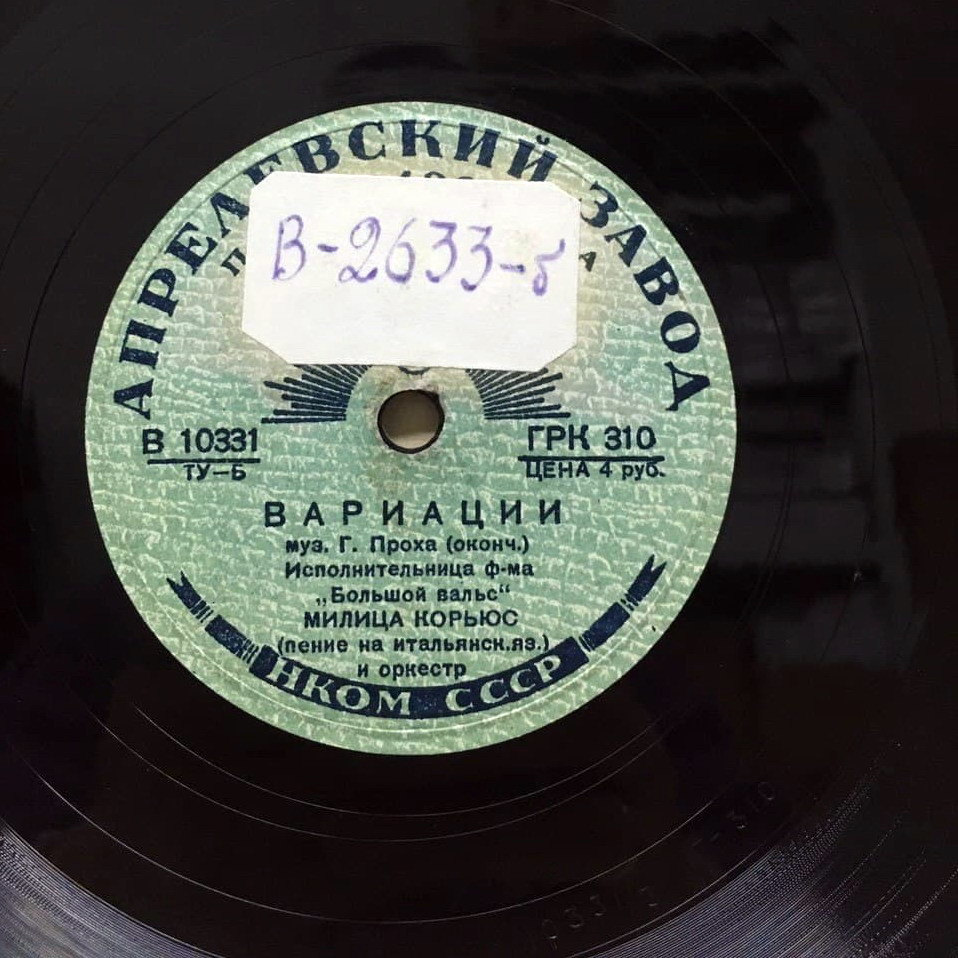 АПРЕЛЕВСКИЙ ЗАВОД
В-2633-б
В 10331
ТУ-Б
ГРК 310
ЦЕНА 4 руб.
ВАРИАЦИИ
муз. Г. Проха (оконч.)
Исполнительница ф-ма
„Большой вальс“
МИЛИЦА КОРЬЮС
(пение на итальянск.яз.)
и оркестр
НКОМ СССР